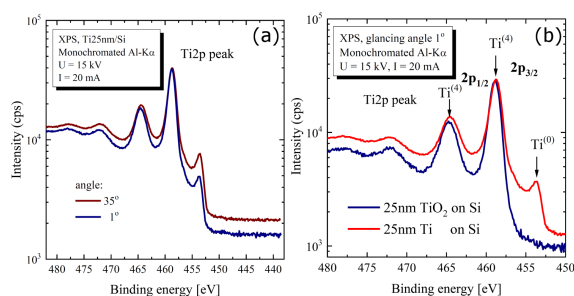 XPS, Ti25nm/Si
Monochromated Al-Kα
U = 15 kV
I = 20 mA
Ti2p peak
(a)
Intensity (cps)
10⁵
10⁴
10³
angle:
35°
1°
480 475 470 465 460 455 450 445 440
Binding energy [eV]
XPS, glancing angle 1°
Monochromated Al-Kα
U = 15 kV, I = 20 mA
(b)
Ti⁽⁴⁾
2p₁/₂ 2p₃/₂
Ti2p peak
Ti⁽⁴⁾
Ti⁽⁰⁾
Intensity (cps)
10⁵
10⁴
10³
25nm TiO₂ on Si
25nm Ti on Si
480 475 470 465 460 455 450
Binding energy [eV]